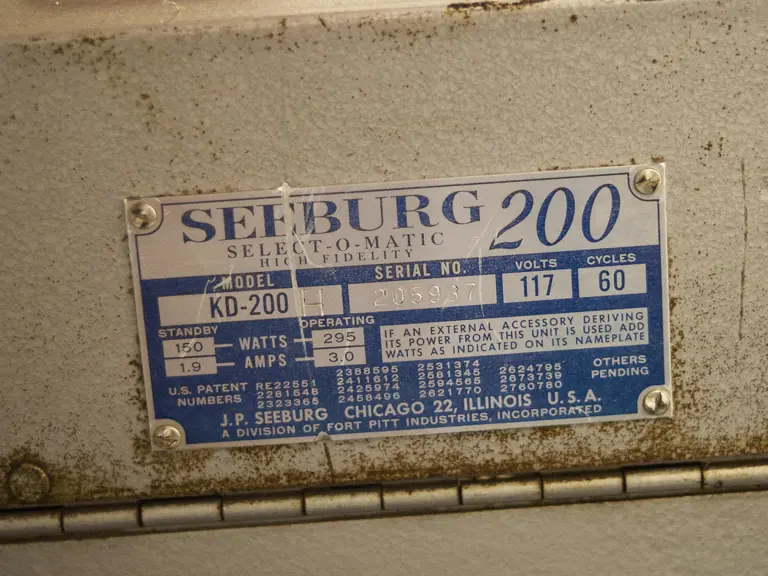 SEEBURG 200
SELECT-O-MATIC
HIGH FIDELITY
MODEL SERIAL NO. VOLTS CYCLES
KD-200 H 205937 117 60
STANDBY OPERATING
150 WATTS 295
1.9 AMPS 3.0
IF AN EXTERNAL ACCESSORY DERIVING
ITS POWER FROM THIS UNIT IS USED ADD
WATTS AS INDICATED ON ITS NAMEPLATE
U.S. PATENT NUMBERS
RE22551 2388595 2531374 2624795 OTHERS
2281548 2411612 2581345 2673739 PENDING
2323365 2425974 2594565 2760780
2458496 2621770
J.P. SEEBURG CHICAGO 22, ILLINOIS U.S.A.
A DIVISION OF FORT PITT INDUSTRIES, INCORPORATED